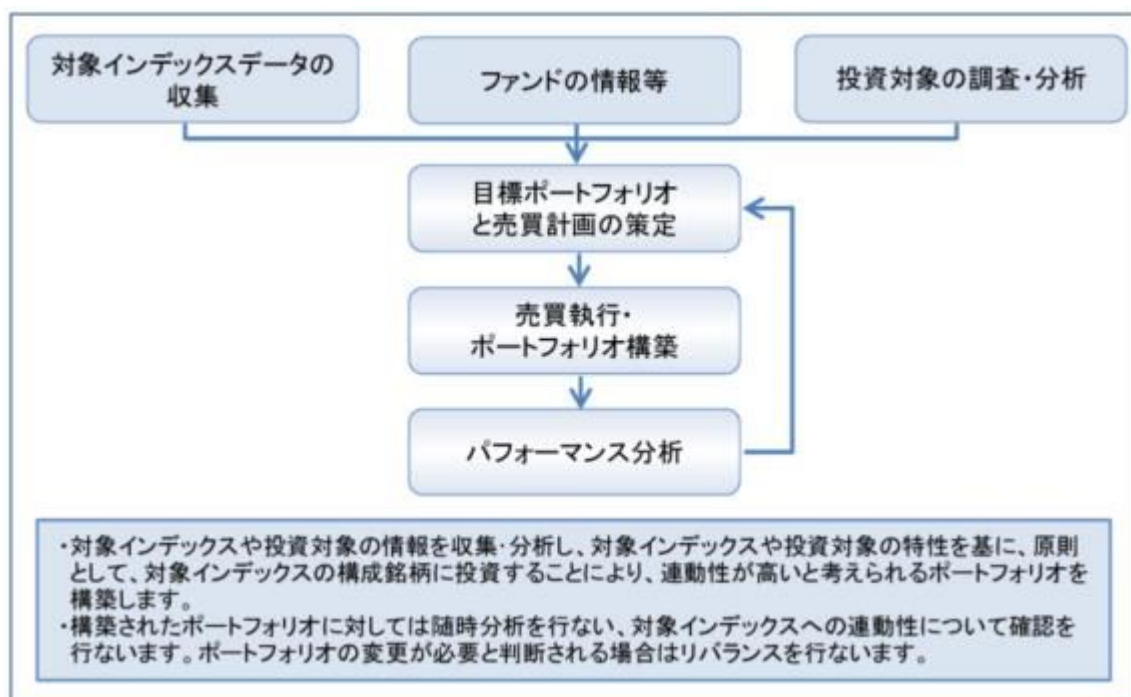 対象インデックスデータの
収集
ファンドの情報等
投資対象の調査・分析
目標ポートフォリオ
と売買計画の策定
売買執行・
ポートフォリオ構築
パフォーマンス分析
・対象インデックスや投資対象の情報を収集・分析し、対象インデックスや投資対象の特性を基に、原則
として、対象インデックスの構成銘柄に投資することにより、連動性が高いと考えられるポートフォリオを
構築します。
・構築されたポートフォリオに対しては随時分析を行ない、対象インデックスへの連動性について確認を
行ないます。ポートフォリオの変更が必要と判断される場合はリバランスを行ないます。